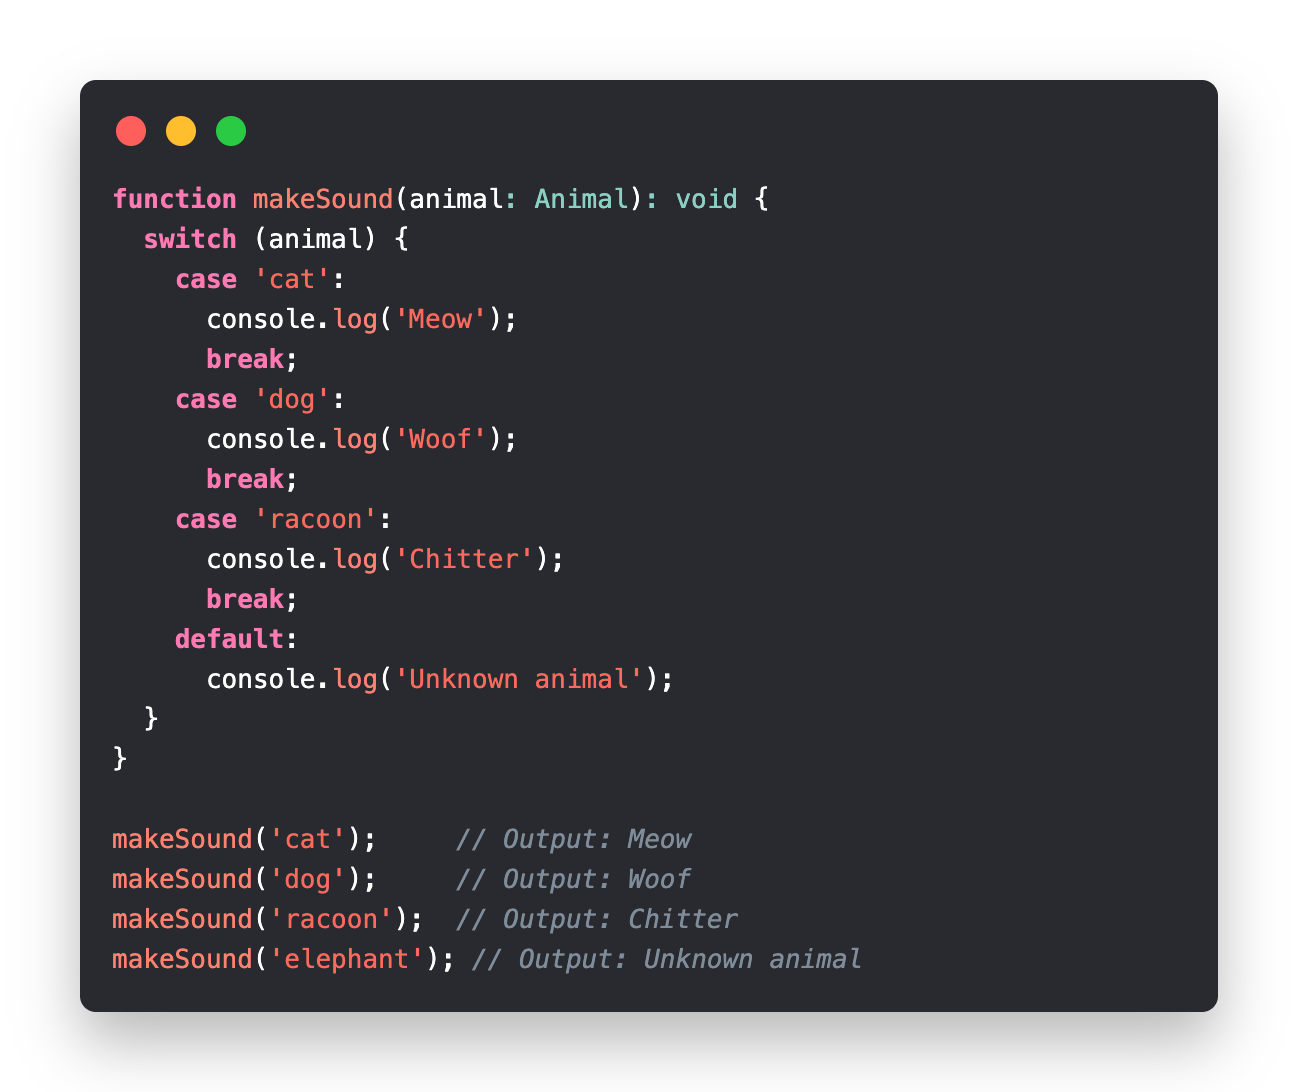 function makeSound(animal: Animal): void {
  switch (animal) {
    case 'cat':
      console.log('Meow');
      break;
    case 'dog':
      console.log('Woof');
      break;
    case 'racoon':
      console.log('Chitter');
      break;
    default:
      console.log('Unknown animal');
  }
}

makeSound('cat');     // Output: Meow
makeSound('dog');     // Output: Woof
makeSound('racoon');  // Output: Chitter
makeSound('elephant'); // Output: Unknown animal